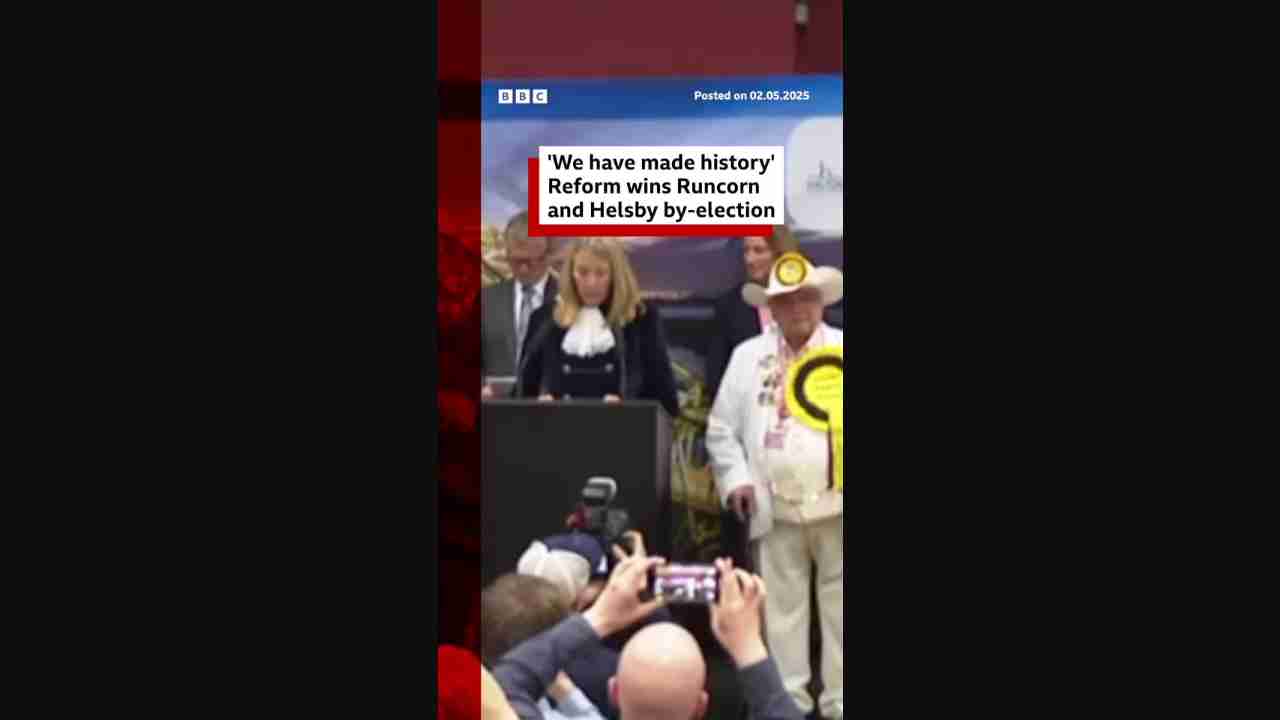 BBC
Posted on 02.05.2025
'We have made history'
Reform wins Runcorn
and Helsby by-election